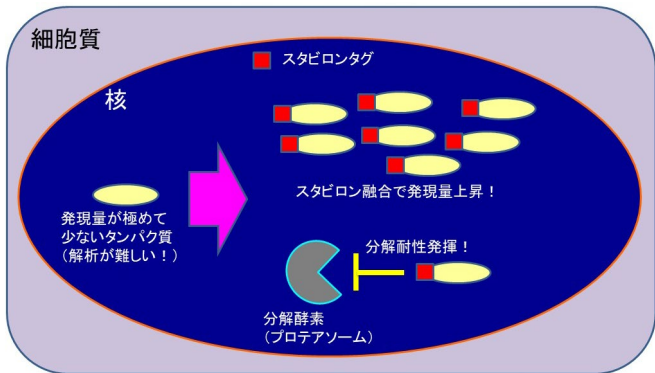 細胞質
スタビロンタグ
核
スタビロン融合で発現量上昇！
発現量が極めて
少ないタンパク質
（解析が難しい！）
分解耐性発揮！
分解酵素
（プロテアソーム）